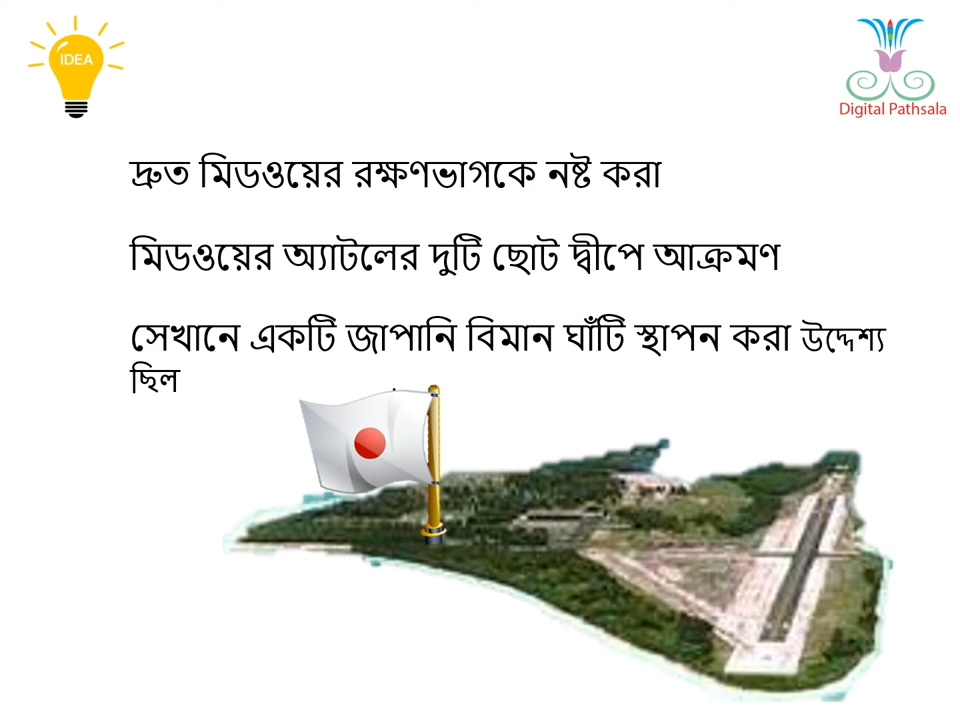 IDEA
Digital Pathsala
দ্রুত মিডওয়ের রক্ষণভাগকে নষ্ট করা
মিডওয়ের অ্যাটলের দুটি ছোট দ্বীপে আক্রমণ
সেখানে একটি জাপানি বিমান ঘাঁটি স্থাপন করা উদ্দেশ্য
ছিল